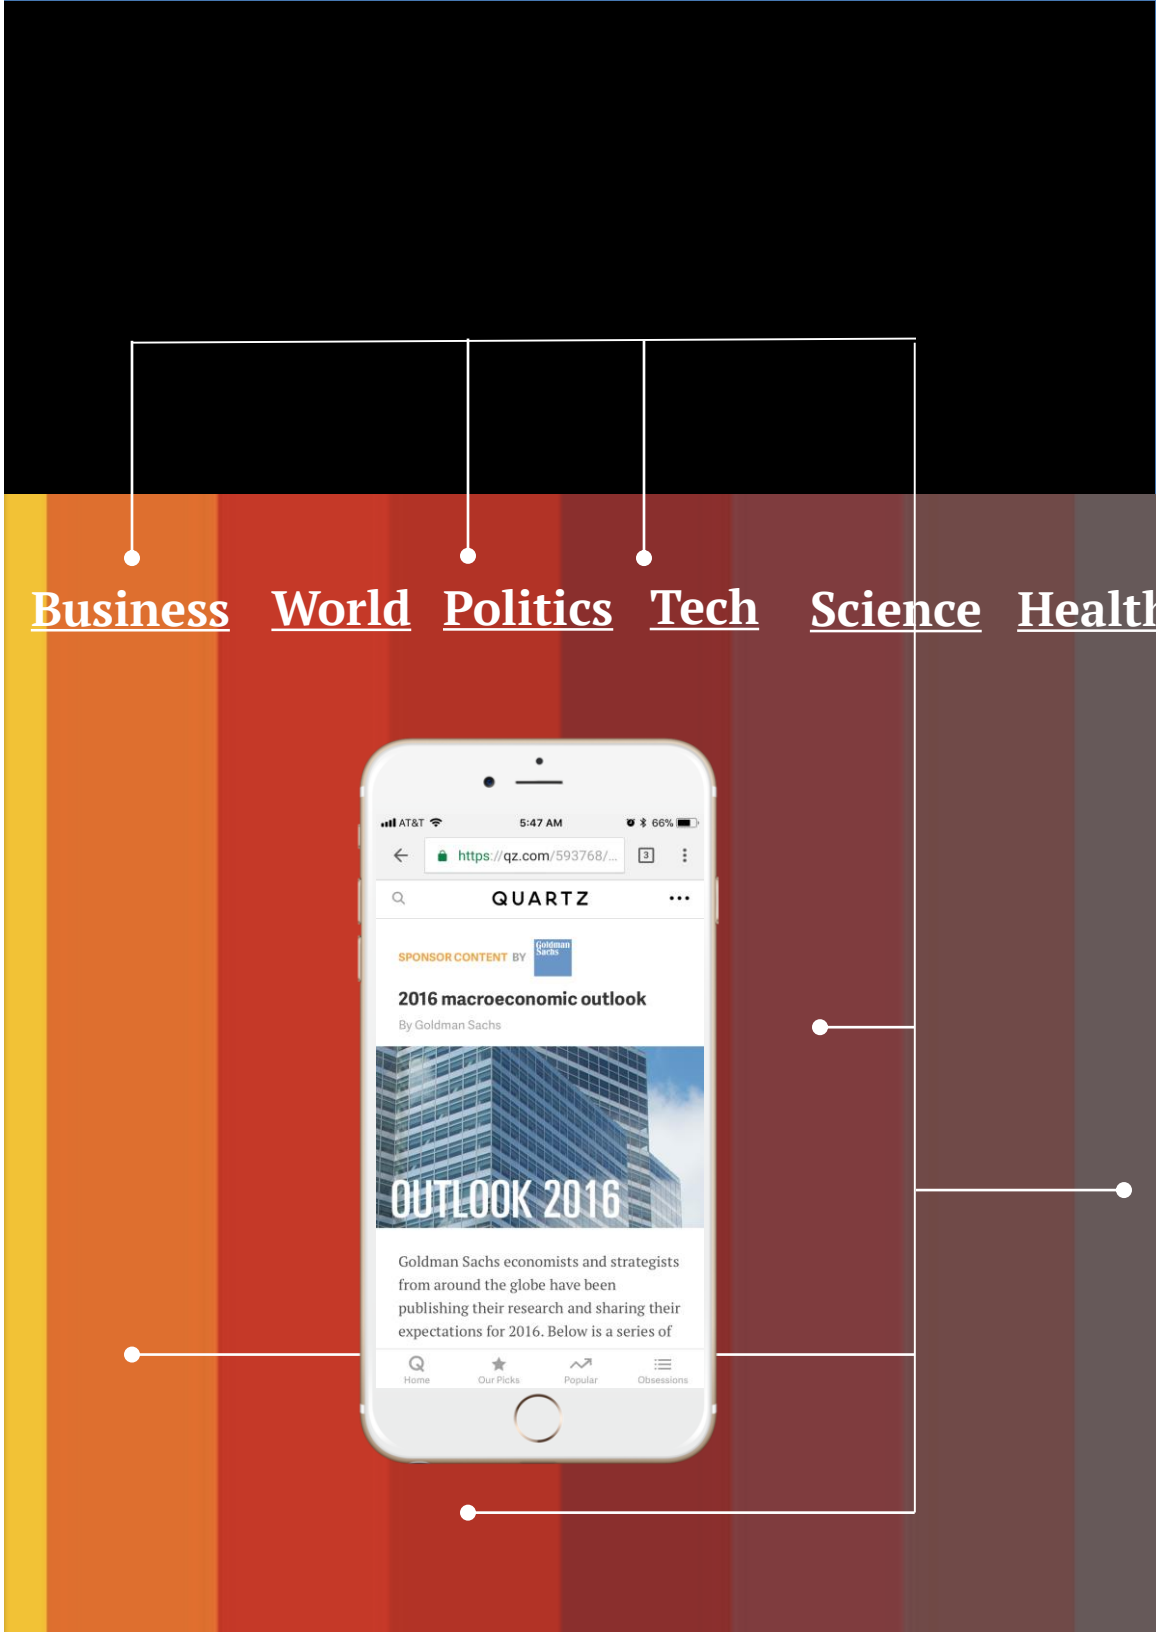 Business World Politics Tech Science Health
AT&T 5:47 AM 66%
https://qz.com/593768/... 3
QUARTZ
SPONSOR CONTENT BY Goldman
Sachs
2016 macroeconomic outlook
By Goldman Sachs
OUTLOOK 2016
Goldman Sachs economists and strategists
from around the globe have been
publishing their research and sharing their
expectations for 2016. Below is a series of
Home Our Picks Popular Obsessions